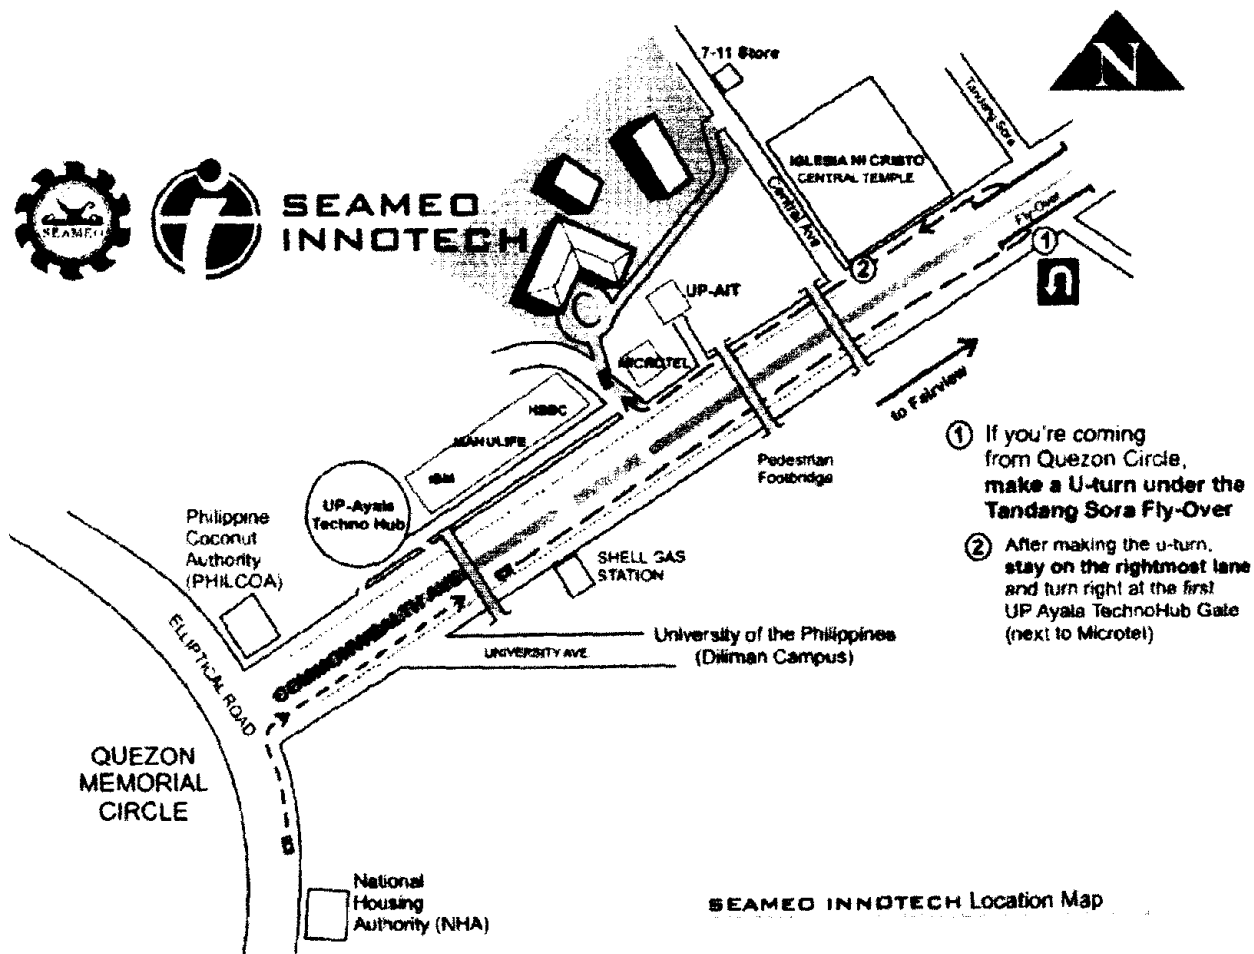 7-11 Store
N
Tandang Sora
IGLESIA NI CRISTO
CENTRAL TEMPLE
SEAMEO
SEAMEO
INNOTECH
Central Ave
Fly-Over
1
2
UP-AIT
MICROTEL
to Fairview
HSBC
MANULIFE
IBM
Pedestrian
Footbridge
1 If you're coming
from Quezon Circle,
make a U-turn under the
Tandang Sora Fly-Over
2 After making the u-turn,
stay on the rightmost lane
and turn right at the first
UP Ayala TechnoHub Gate
(next to Microtel)
UP-Ayala
Techno Hub
Philippine
Coconut
Authority
(PHILCOA)
SHELL GAS
STATION
COMMONWEALTH AVE
University of the Philippines
(Diliman Campus)
UNIVERSITY AVE
ELLIPTICAL ROAD
QUEZON
MEMORIAL
CIRCLE
National
Housing
Authority (NHA)
SEAMEO INNOTECH Location Map